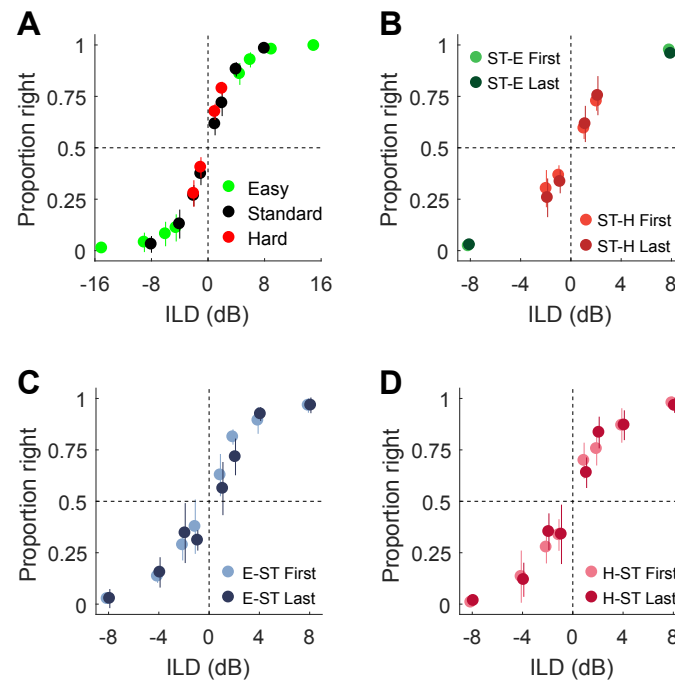 A
Proportion right
1
0.75
0.5
0.25
0
Easy
Standard
Hard
-16
-8
0
8
16
ILD (dB)
B
Proportion right
1
0.75
0.5
0.25
0
ST-E First
ST-E Last
ST-H First
ST-H Last
-8
-4
0
4
8
ILD (dB)
C
Proportion right
1
0.75
0.5
0.25
0
E-ST First
E-ST Last
-8
-4
0
4
8
ILD (dB)
D
Proportion right
1
0.75
0.5
0.25
0
H-ST First
H-ST Last
-8
-4
0
4
8
ILD (dB)